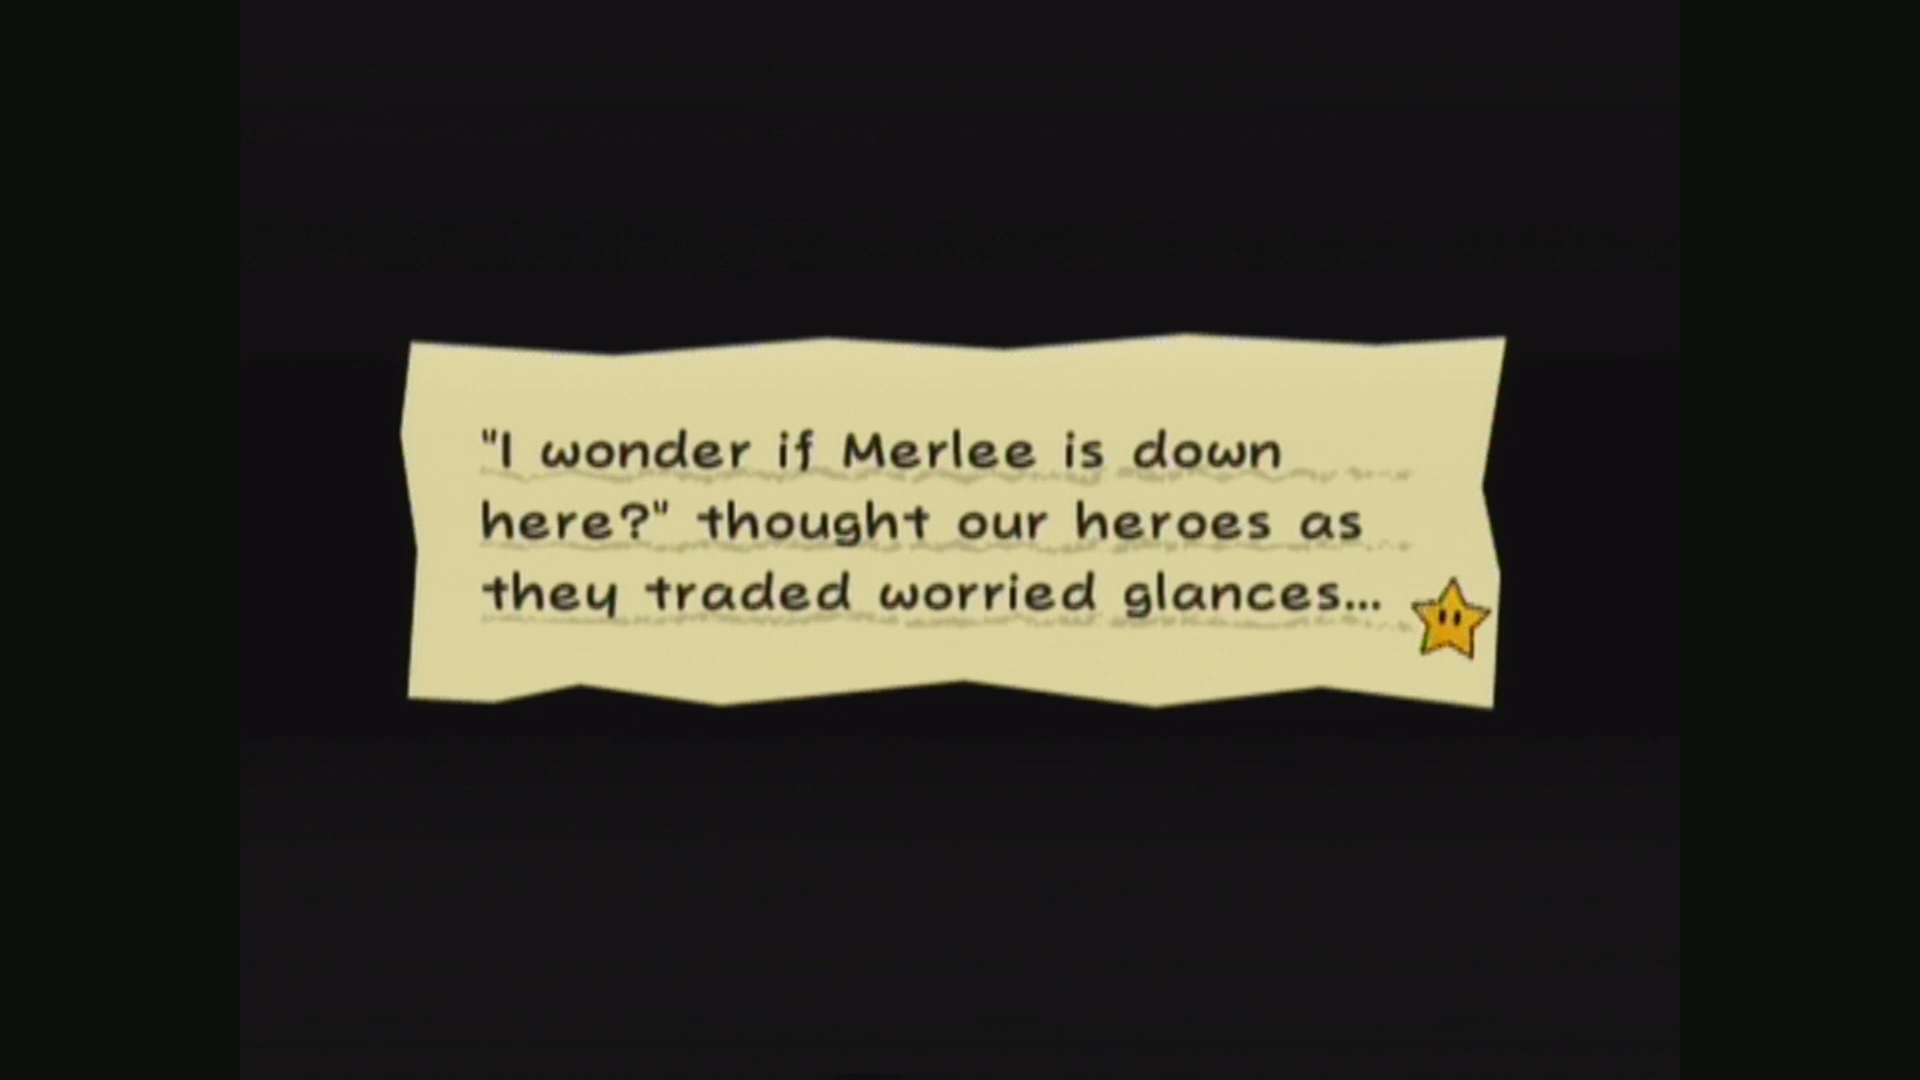 "I wonder if Merlee is down
here?" thought our heroes as
they traded worried glances...